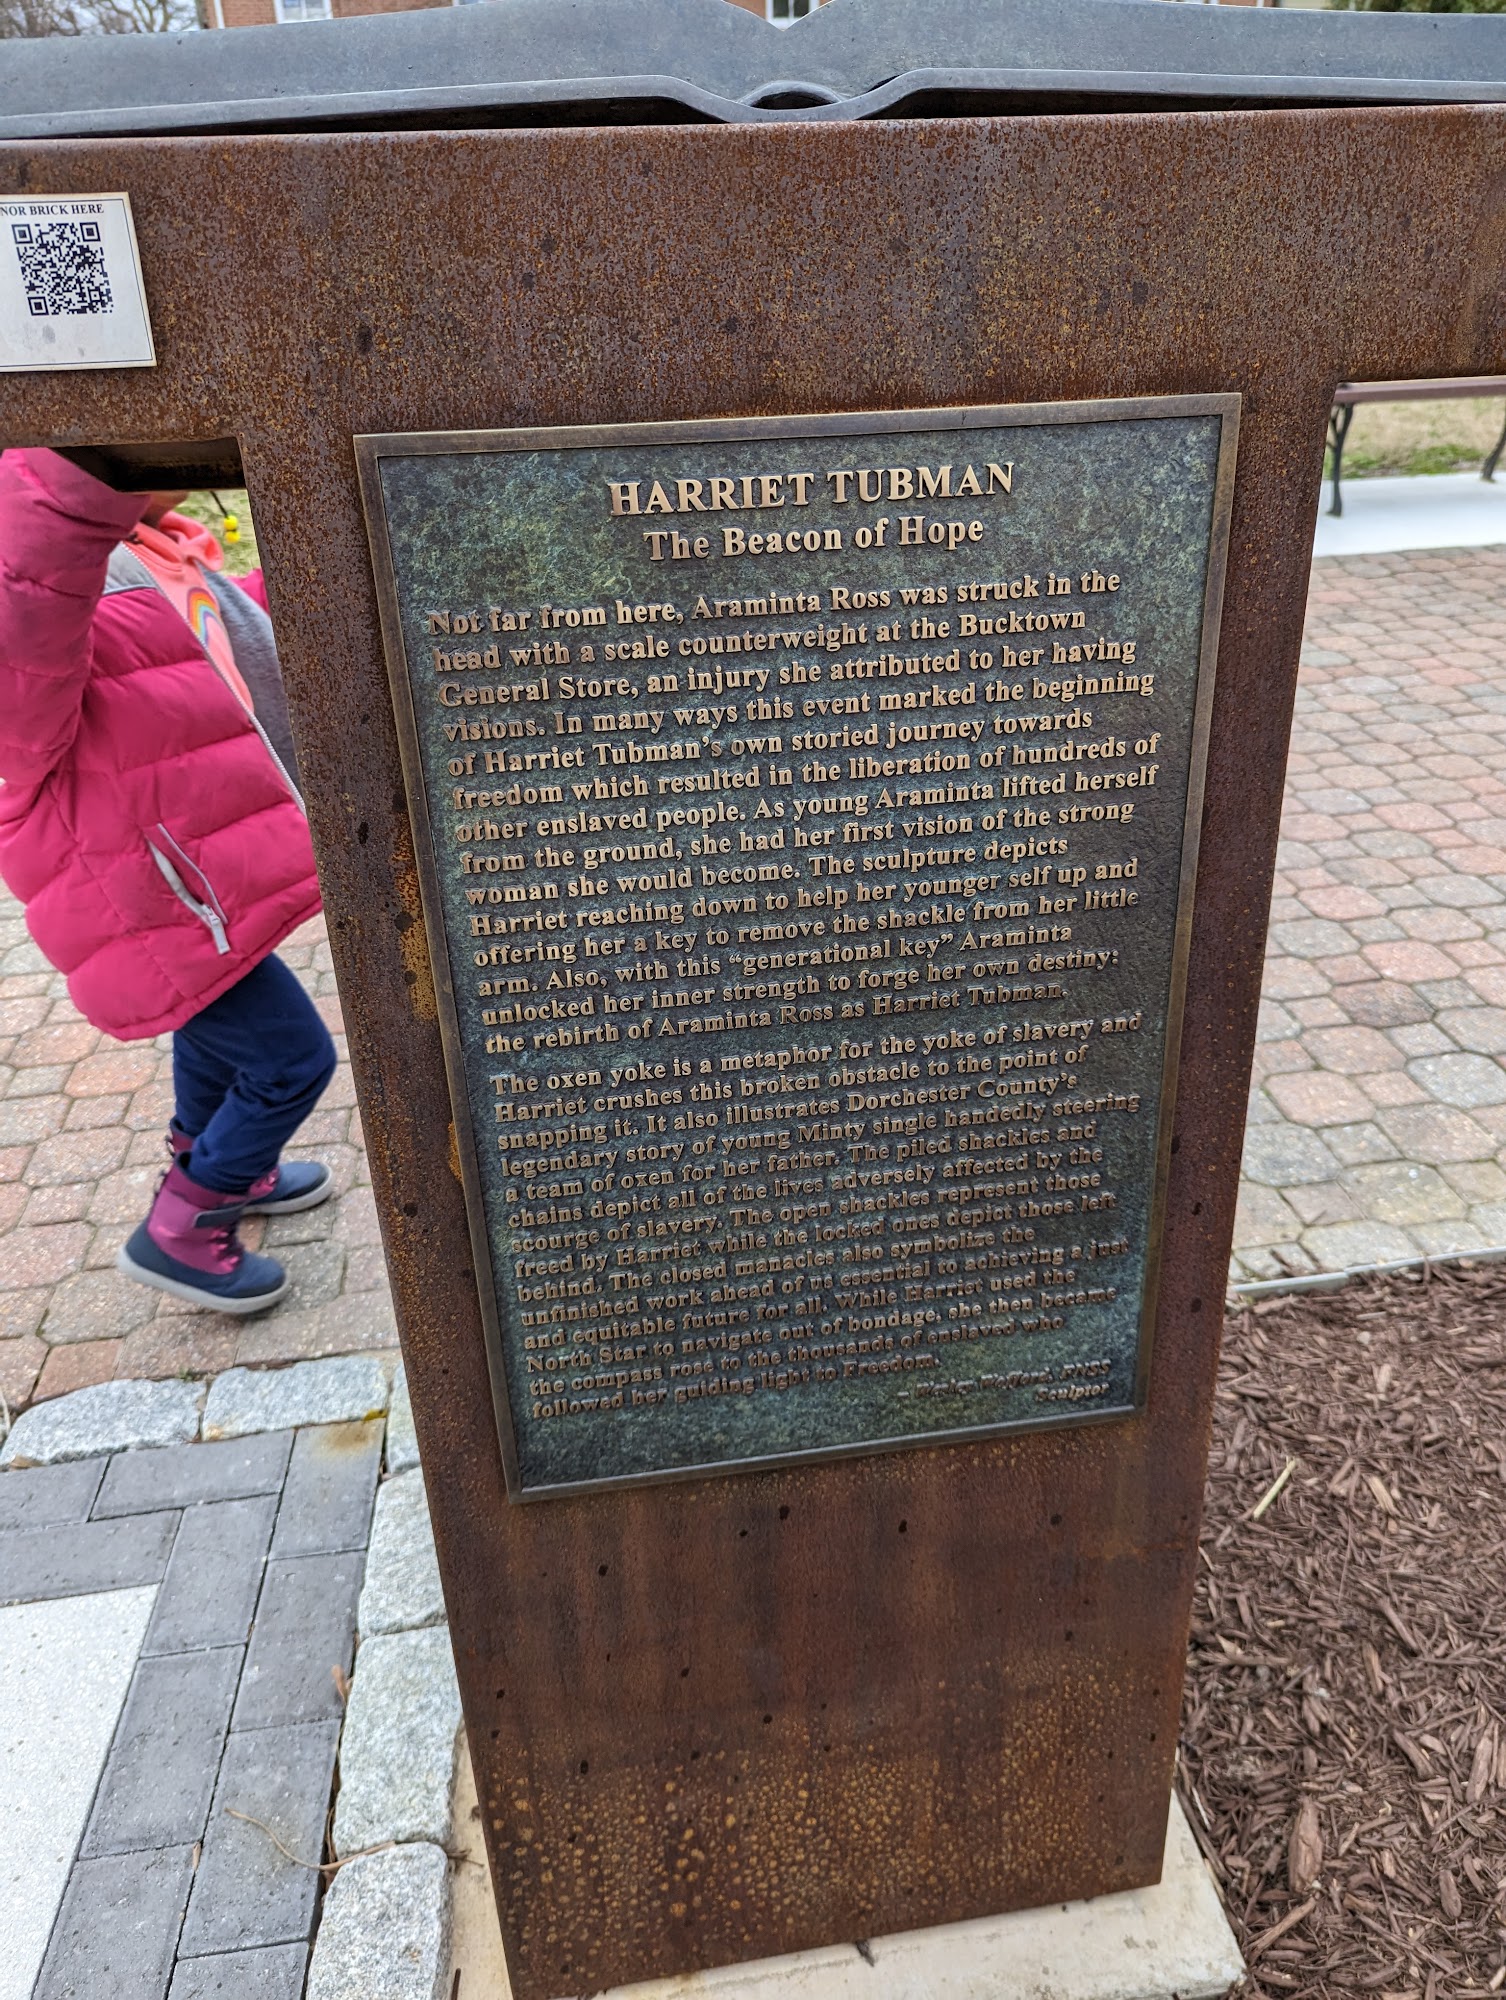 NOR BRICK HERE
HARRIET TUBMAN
The Beacon of Hope
Not far from here, Araminta Ross was struck in the
head with a scale counterweight at the Bucktown
General Store, an injury she attributed to her having
visions. In many ways this event marked the beginning
of Harriet Tubman's own storied journey towards
freedom which resulted in the liberation of hundreds of
other enslaved people. As young Araminta lifted herself
from the ground, she had her first vision of the strong
woman she would become. The sculpture depicts
Harriet reaching down to help her younger self up and
offering her a key to remove the shackle from her little
arm. Also, with this "generational key" Araminta
unlocked her inner strength to forge her own destiny:
the rebirth of Araminta Ross as Harriet Tubman.
The oxen yoke is a metaphor for the yoke of slavery and
Harriet crushes this broken obstacle to the point of
snapping it. It also illustrates Dorchester County's
legendary story of young Minty single handedly steering
a team of oxen for her father. The piled shackles and
chains depict all of the lives adversely affected by the
scourge of slavery. The open shackles represent those
freed by Harriet while the locked ones depict those left
behind. The closed manacles also symbolize the
unfinished work ahead of us essential to achieving a just
and equitable future for all. While Harriet used the
North Star to navigate out of bondage, she then became
the compass rose to the thousands of enslaved who
followed her guiding light to Freedom.
Sculptor